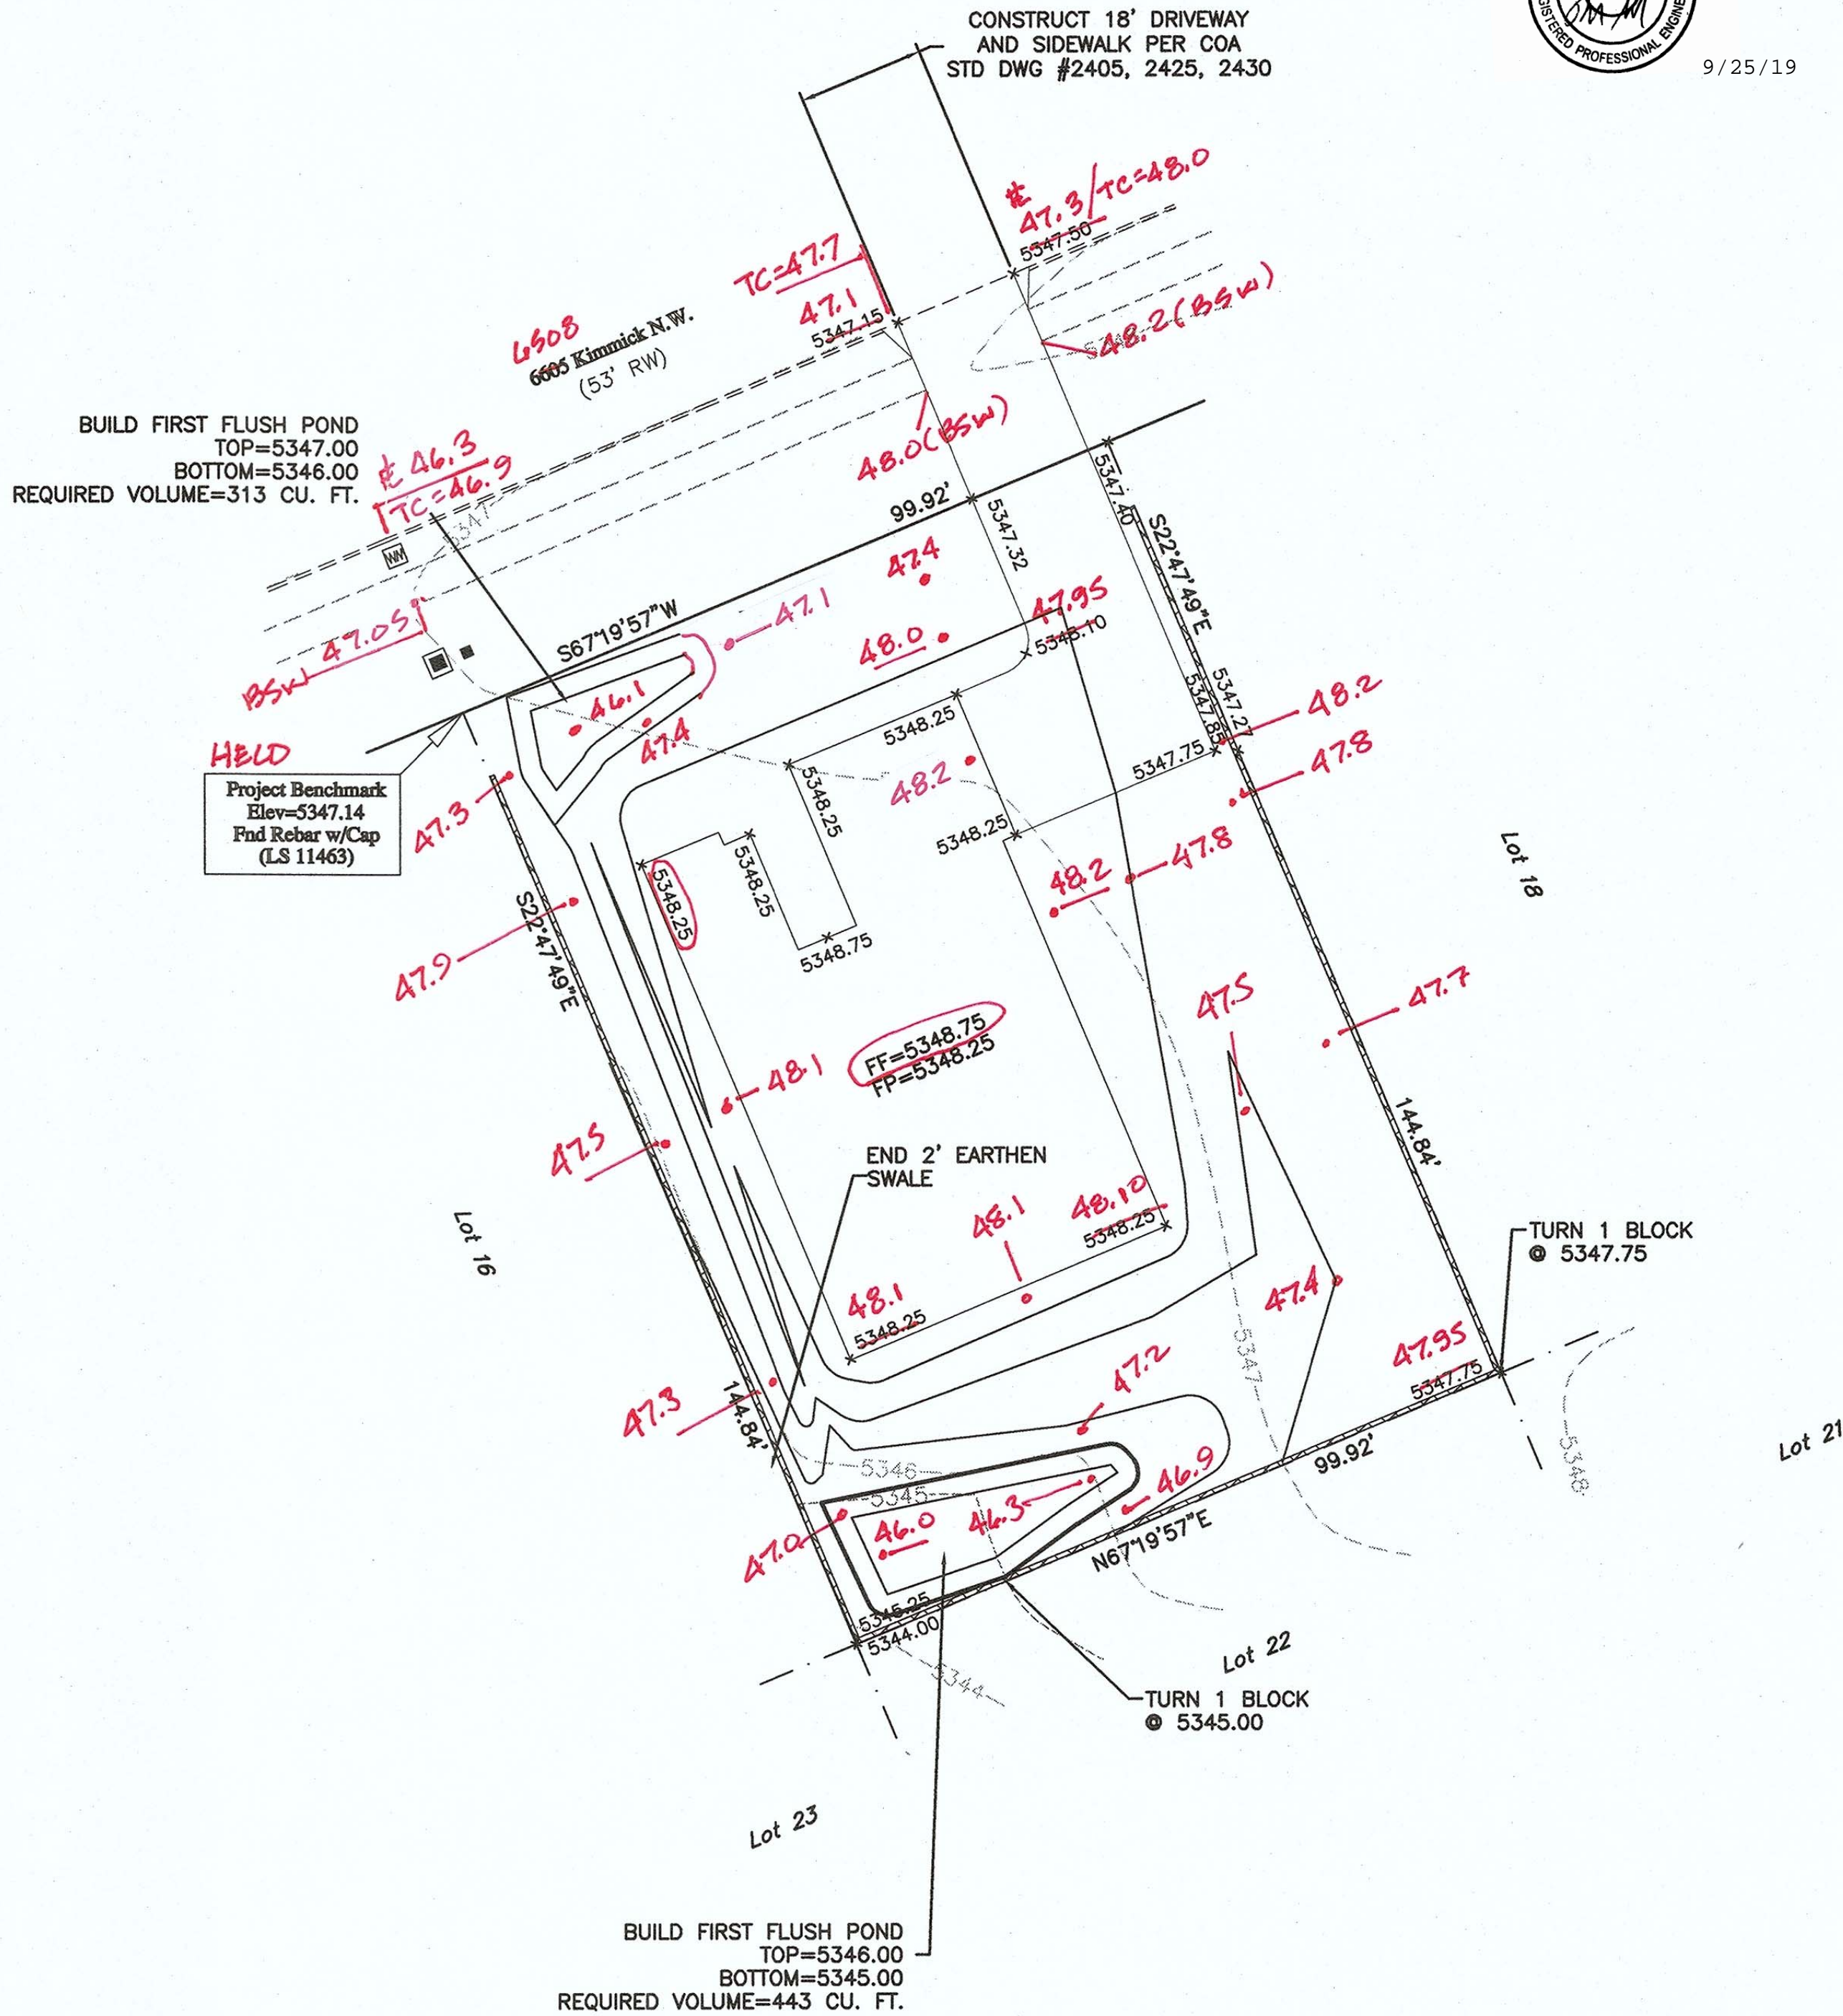 CONSTRUCT 18' DRIVEWAY
AND SIDEWALK PER COA
STD DWG #2405, 2425, 2430
REGISTERED PROFESSIONAL ENGINE
9/25/19
47.3/TC=48.0
5347.50
TC=47.7
47.1
5347.15
48.2(BSW)
6508
6605 Kimmick N.W.
(53' RW)
BUILD FIRST FLUSH POND
TOP=5347.00
BOTTOM=5346.00
REQUIRED VOLUME=313 CU. FT.
46.3
TC=46.9
5347
WM
48.0(BSW)
99.92'
5347.40
S22°47'49"E
5347.32
47.4
47.1
47.95
5348.10
48.0
BSW 47.05
S67°19'57"W
46.1
47.4
HELD
Project Benchmark
Elev=5347.14
Fnd Rebar w/Cap
(LS 11463)
47.3
5348.25
48.2
5348.25
5347.85
5347.27
5347.75
48.2
47.8
5348.25
48.2
47.8
Lot 18
5348.25
5348.25
5348.75
47.9
S22°47'49"E
47.5
47.7
FF=5348.75
FP=5348.25
48.1
47.5
END 2' EARTHEN
SWALE
144.84'
Lot 16
48.1
48.10
5348.25
TURN 1 BLOCK
@ 5347.75
48.1
5348.25
47.4
5347
47.95
5347.75
47.3
144.84'
47.2
99.92'
5348
Lot 21
5346
5345
46.9
46.3
46.0
47.0
N67°19'57"E
5344.00
Lot 22
5344
TURN 1 BLOCK
@ 5345.00
Lot 23
BUILD FIRST FLUSH POND
TOP=5346.00
BOTTOM=5345.00
REQUIRED VOLUME=443 CU. FT.